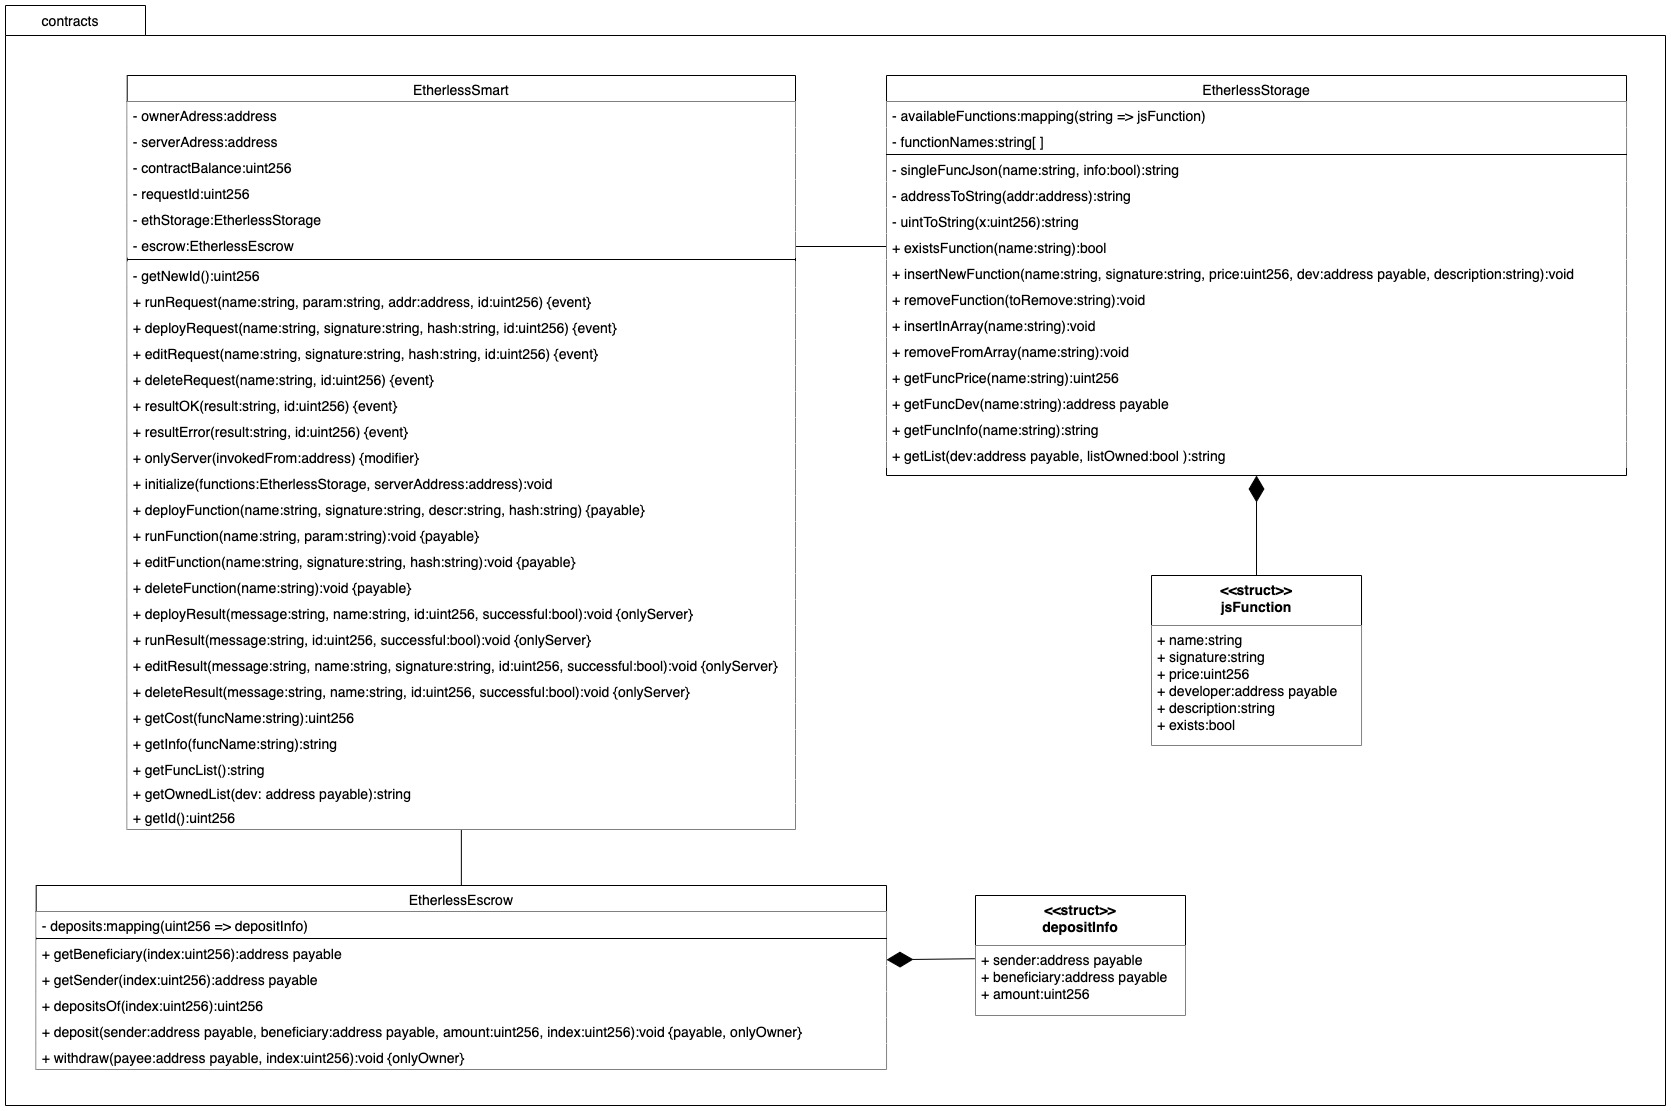 contracts
EtherlessSmart
- ownerAdress:address
- serverAdress:address
- contractBalance:uint256
- requestId:uint256
- ethStorage:EtherlessStorage
- escrow:EtherlessEscrow
- getNewId():uint256
+ runRequest(name:string, param:string, addr:address, id:uint256) {event}
+ deployRequest(name:string, signature:string, hash:string, id:uint256) {event}
+ editRequest(name:string, signature:string, hash:string, id:uint256) {event}
+ deleteRequest(name:string, id:uint256) {event}
+ resultOK(result:string, id:uint256) {event}
+ resultError(result:string, id:uint256) {event}
+ onlyServer(invokedFrom:address) {modifier}
+ initialize(functions:EtherlessStorage, serverAddress:address):void
+ deployFunction(name:string, signature:string, descr:string, hash:string) {payable}
+ runFunction(name:string, param:string):void {payable}
+ editFunction(name:string, signature:string, hash:string):void {payable}
+ deleteFunction(name:string):void {payable}
+ deployResult(message:string, name:string, id:uint256, successful:bool):void {onlyServer}
+ runResult(message:string, id:uint256, successful:bool):void {onlyServer}
+ editResult(message:string, name:string, signature:string, id:uint256, successful:bool):void {onlyServer}
+ deleteResult(message:string, name:string, id:uint256, successful:bool):void {onlyServer}
+ getCost(funcName:string):uint256
+ getInfo(funcName:string):string
+ getFuncList():string
+ getOwnedList(dev: address payable):string
+ getId():uint256
EtherlessStorage
- availableFunctions:mapping(string => jsFunction)
- functionNames:string[ ]
- singleFuncJson(name:string, info:bool):string
- addressToString(addr:address):string
- uintToString(x:uint256):string
+ existsFunction(name:string):bool
+ insertNewFunction(name:string, signature:string, price:uint256, dev:address payable, description:string):void
+ removeFunction(toRemove:string):void
+ insertInArray(name:string):void
+ removeFromArray(name:string):void
+ getFuncPrice(name:string):uint256
+ getFuncDev(name:string):address payable
+ getFuncInfo(name:string):string
+ getList(dev:address payable, listOwned:bool ):string
<<struct>>
jsFunction
+ name:string
+ signature:string
+ price:uint256
+ developer:address payable
+ description:string
+ exists:bool
EtherlessEscrow
- deposits:mapping(uint256 => depositInfo)
+ getBeneficiary(index:uint256):address payable
+ getSender(index:uint256):address payable
+ depositsOf(index:uint256):uint256
+ deposit(sender:address payable, beneficiary:address payable, amount:uint256, index:uint256):void {payable, onlyOwner}
+ withdraw(payee:address payable, index:uint256):void {onlyOwner}
<<struct>>
depositInfo
+ sender:address payable
+ beneficiary:address payable
+ amount:uint256